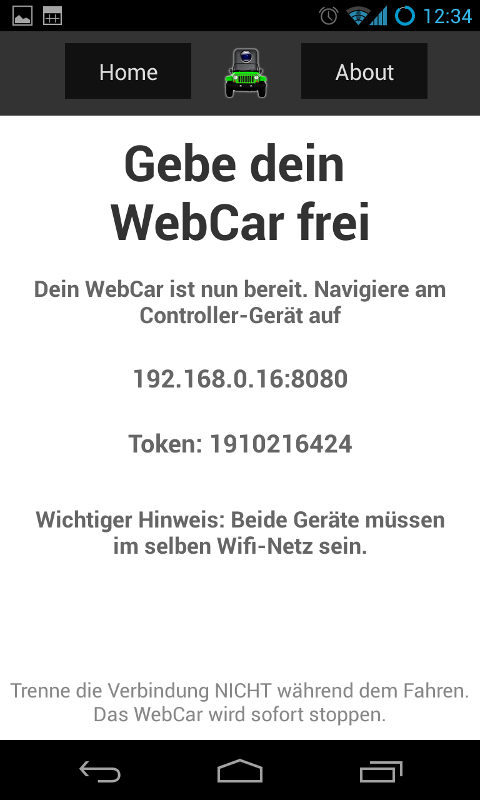 12:34
Home
About
Gebe dein
WebCar frei
Dein WebCar ist nun bereit. Navigiere am
Controller-Gerät auf
192.168.0.16:8080
Token: 1910216424
Wichtiger Hinweis: Beide Geräte müssen
im selben Wifi-Netz sein.
Trenne die Verbindung NICHT während dem Fahren.
Das WebCar wird sofort stoppen.